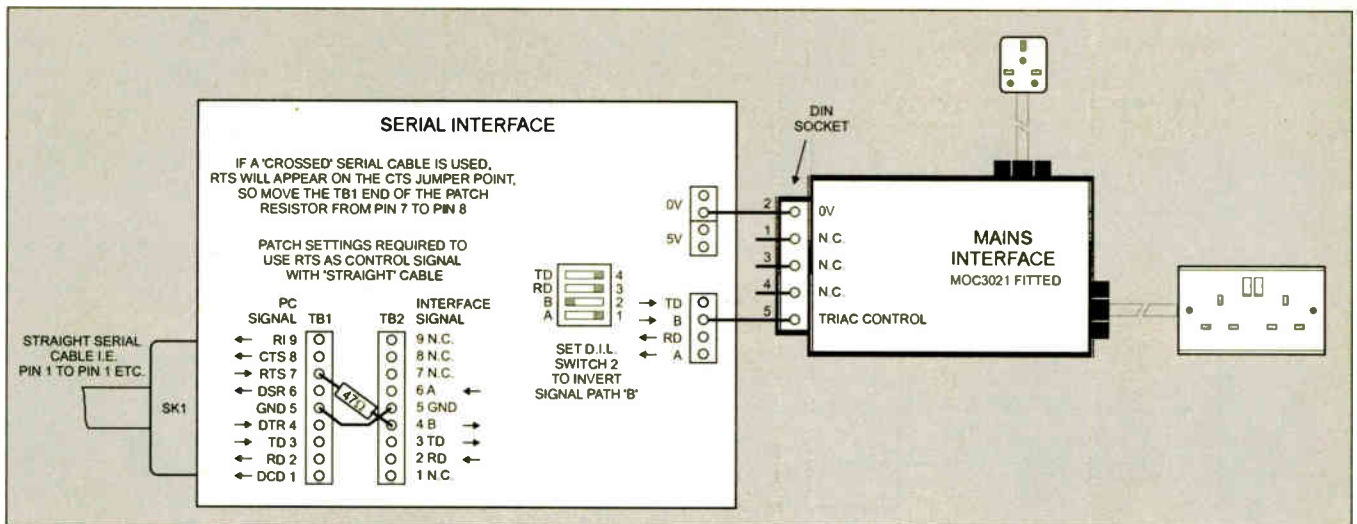 SERIAL INTERFACE
IF A 'CROSSED' SERIAL CABLE IS USED,
RTS WILL APPEAR ON THE CTS JUMPER POINT,
SO MOVE THE TB1 END OF THE PATCH
RESISTOR FROM PIN 7 TO PIN 8
PATCH SETTINGS REQUIRED TO
USE RTS AS CONTROL SIGNAL
WITH 'STRAIGHT' CABLE
PC
SIGNAL TB1
TB2
INTERFACE
SIGNAL
RI 9
CTS 8
RTS 7
DSR 6
GND 5
DTR 4
TD 3
RD 2
DCD 1
47Ω
9 N.C.
8 N.C.
7 N.C.
6 A
5 GND
4 B
3 TD
2 RD
1 N.C.
STRAIGHT SERIAL
CABLE I.E.
PIN 1 TO PIN 1 ETC.
SK1
TD 4
RD 3
B 2
A 1
SET D.I.L.
SWITCH 2
TO INVERT
SIGNAL PATH 'B'
0V
5V
TD
B
RD
A
DIN
SOCKET
2 0V
1 N.C.
3 N.C.
4 N.C.
5 TRIAC CONTROL
MAINS
INTERFACE
MOC3021 FITTED